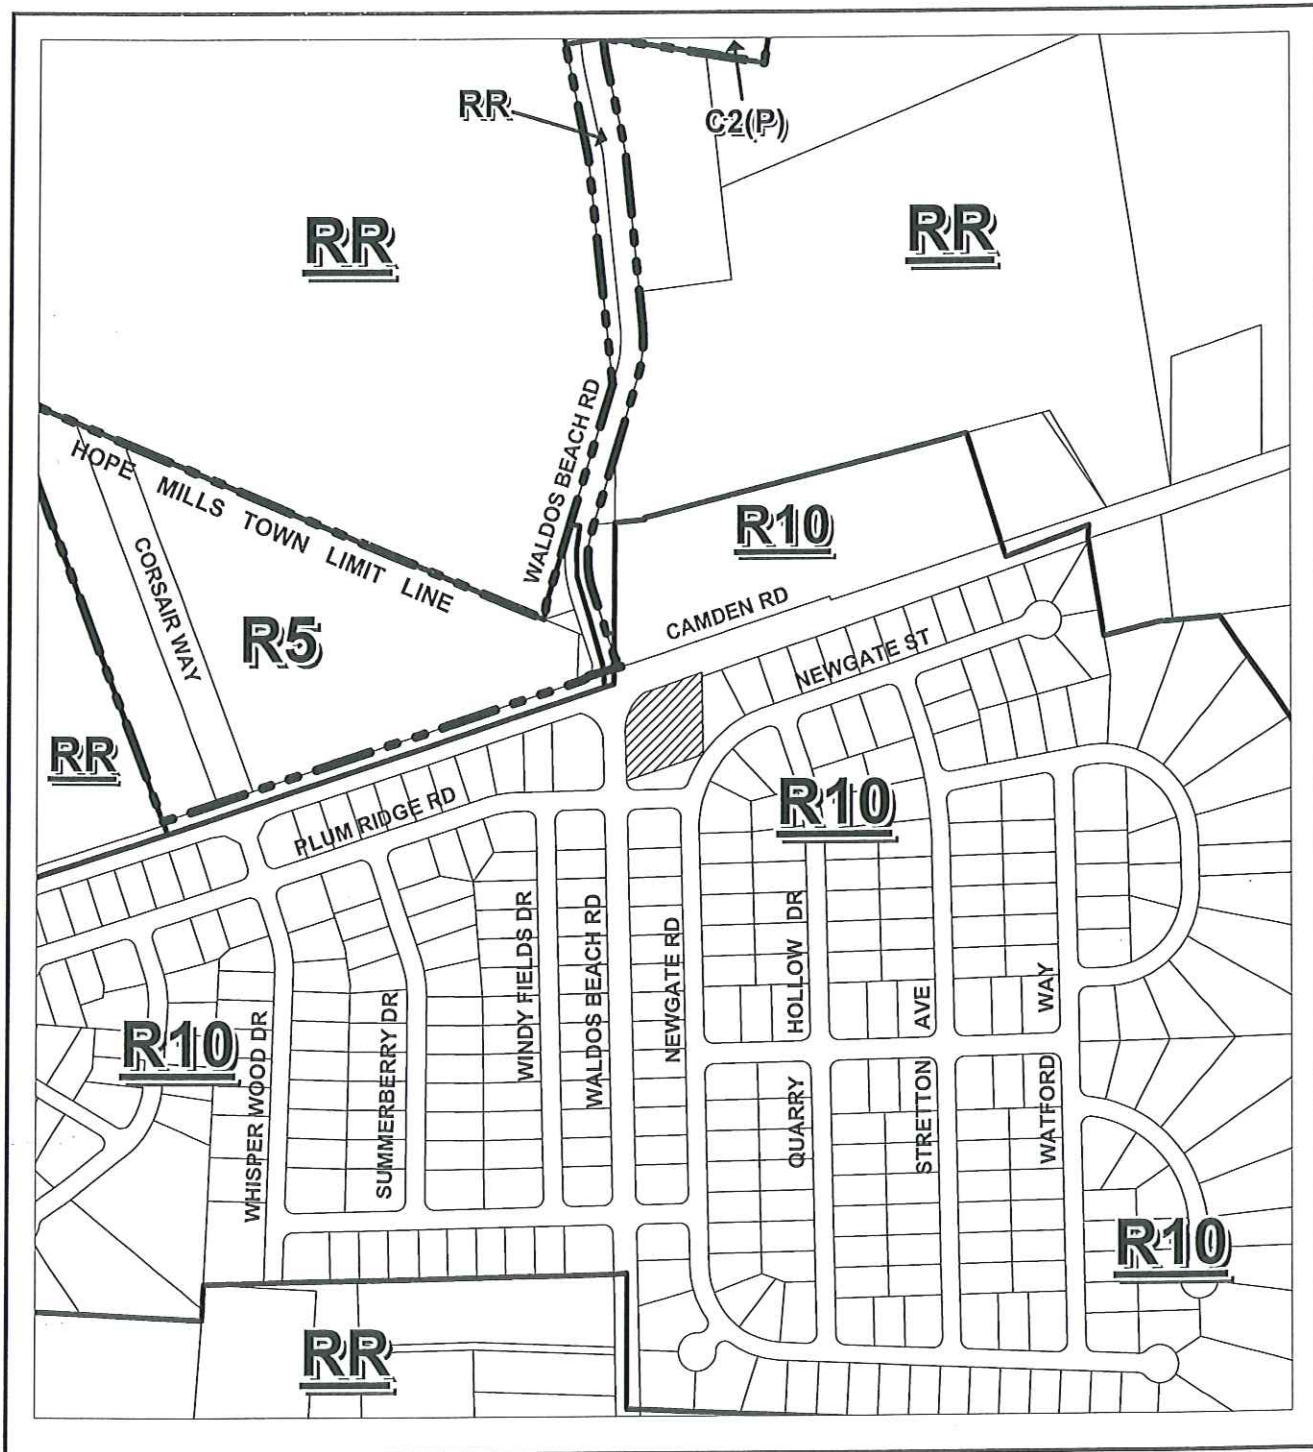 RR
C2(P)
RR
RR
WALDOS BEACH RD
HOPE MILLS TOWN LIMIT LINE
CORSAIR WAY
R5
R10
CAMDEN RD
NEWGATE ST
RR
PLUM RIDGE RD
R10
WINDY FIELDS DR
WALDOS BEACH RD
NEWGATE RD
HOLLOW DR
QUARRY
AVE
STRETTON
WAY
WATFORD
R10
WHISPER WOOD DR
SUMMERBERRY DR
R10
RR